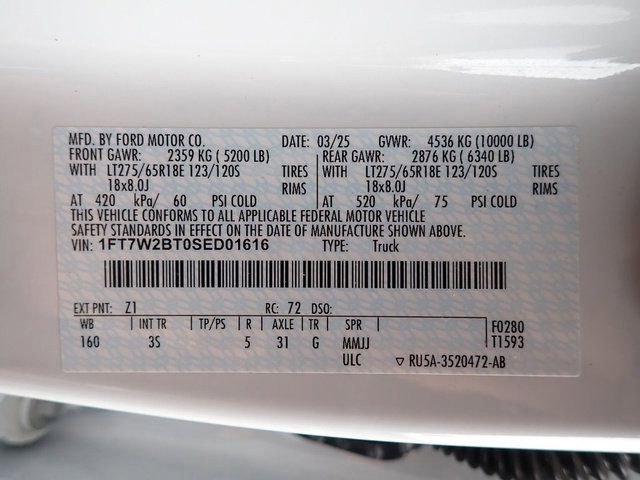 MFD. BY FORD MOTOR CO. DATE: 03/25 GVWR: 4536 KG (10000 LB)
FRONT GAWR: 2359 KG (5200 LB) REAR GAWR: 2876 KG (6340 LB)
WITH LT275/65R18E 123/120S TIRES WITH LT275/65R18E 123/120S TIRES
18x8.0J RIMS 18x8.0J RIMS
AT 420 kPa/ 60 PSI COLD AT 520 kPa/ 75 PSI COLD
THIS VEHICLE CONFORMS TO ALL APPLICABLE FEDERAL MOTOR VEHICLE
SAFETY STANDARDS IN EFFECT ON THE DATE OF MANUFACTURE SHOWN ABOVE.
VIN: 1FT7W2BT0SED01616 TYPE: Truck
EXT PNT: Z1 RC: 72 DSO:
WB INT TR TP/PS R AXLE TR SPR F0280
160 3S 5 31 G MMJJ T1593
ULC ▽ RU5A-3520472-AB